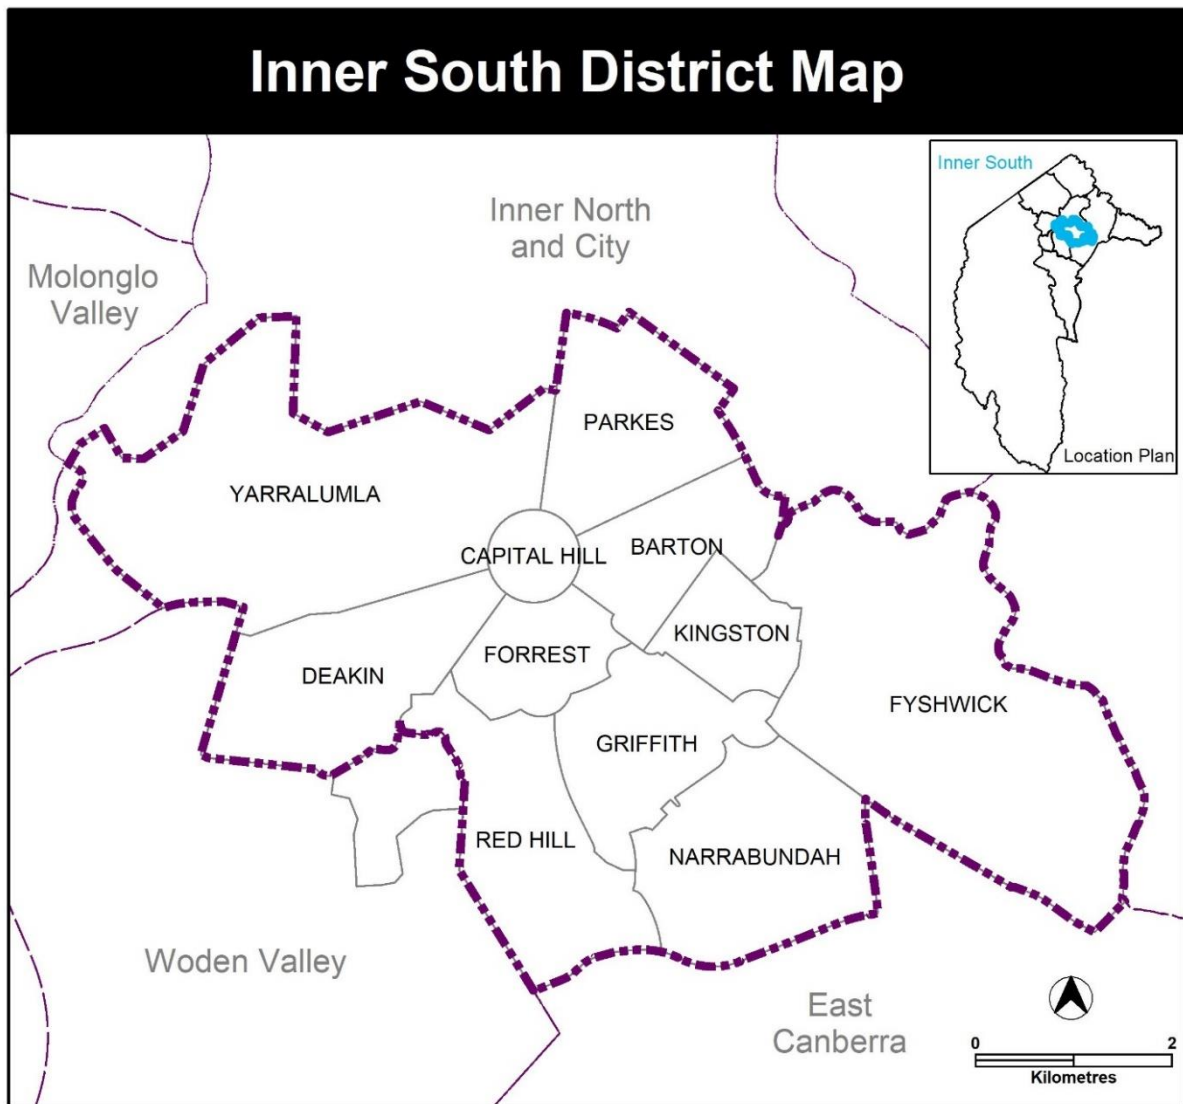 Inner South District Map
Inner South
Location Plan
Inner North
and City
Molonglo
Valley
PARKES
YARRALUMLA
CAPITAL HILL
BARTON
KINGSTON
FORREST
DEAKIN
FYSHWICK
GRIFFITH
RED HILL
NARRABUNDAH
Woden Valley
East
Canberra
0 2
Kilometres